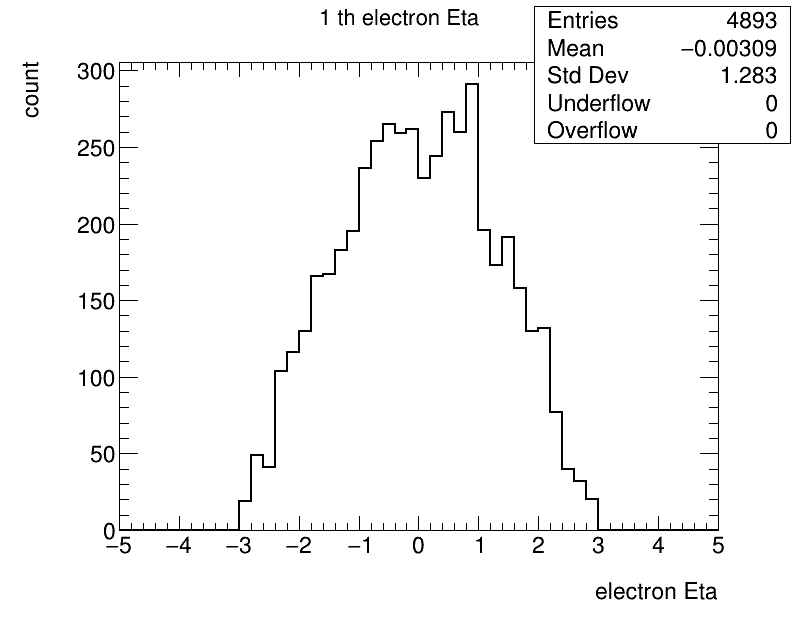 1 th electron Eta
Entries 4893
Mean −0.00309
Std Dev 1.283
Underflow 0
Overflow 0
count
300
250
200
150
100
50
0
−5 −4 −3 −2 −1 0 1 2 3 4 5
electron Eta